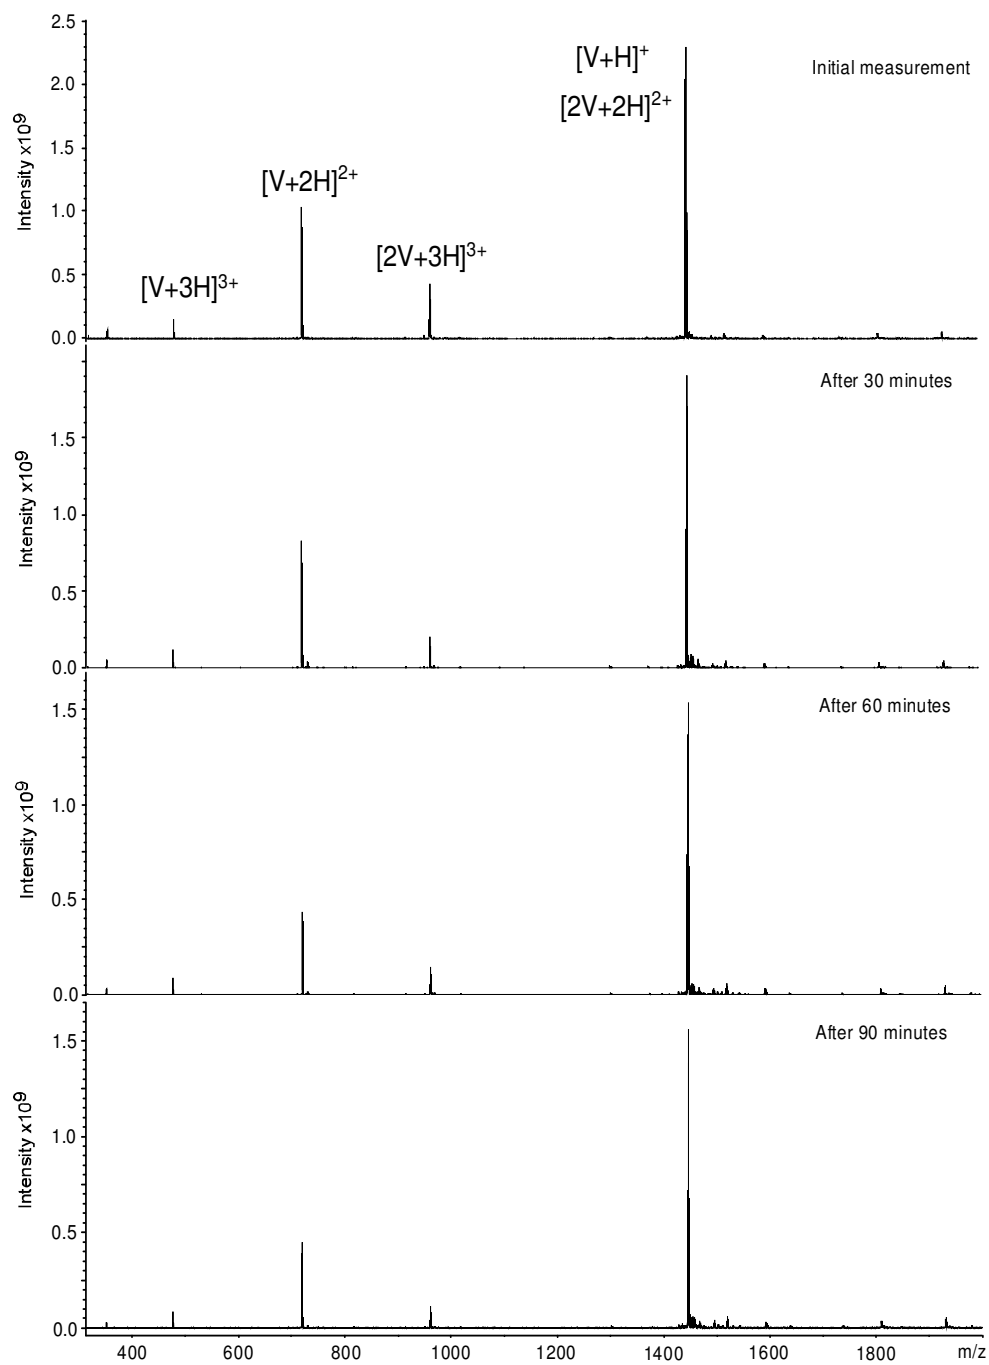 2.5
2.0
1.5
1.0
0.5
0.0
Intensity x10⁹
[V+3H]³⁺
[V+2H]²⁺
[2V+3H]³⁺
[V+H]⁺
[2V+2H]²⁺
Initial measurement
1.5
1.0
0.5
0.0
Intensity x10⁹
After 30 minutes
1.5
1.0
0.5
0.0
Intensity x10⁹
After 60 minutes
1.5
1.0
0.5
0.0
Intensity x10⁹
After 90 minutes
400 600 800 1000 1200 1400 1600 1800 m/z